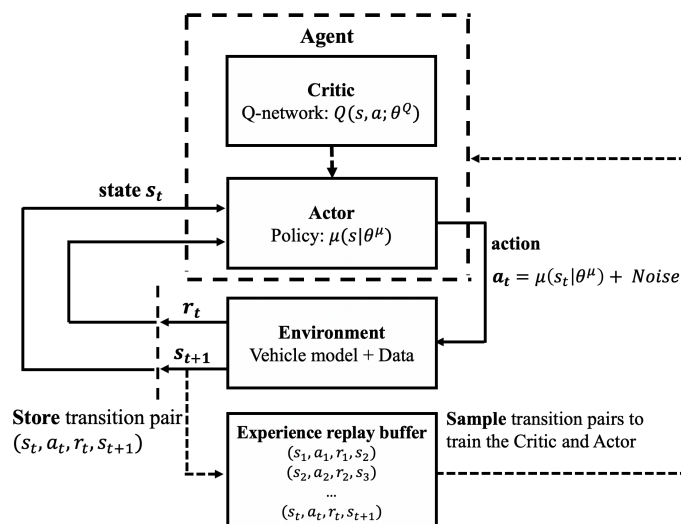 Agent
Critic
Q-network: Q(s, a; θ^Q)
state s_t
Actor
Policy: μ(s|θ^μ)
action
a_t = μ(s_t|θ^μ) + Noise
r_t
Environment
Vehicle model + Data
s_{t+1}
Store transition pair
(s_t, a_t, r_t, s_{t+1})
Experience replay buffer
(s_1, a_1, r_1, s_2)
(s_2, a_2, r_2, s_3)
...
(s_t, a_t, r_t, s_{t+1})
Sample transition pairs to
train the Critic and Actor